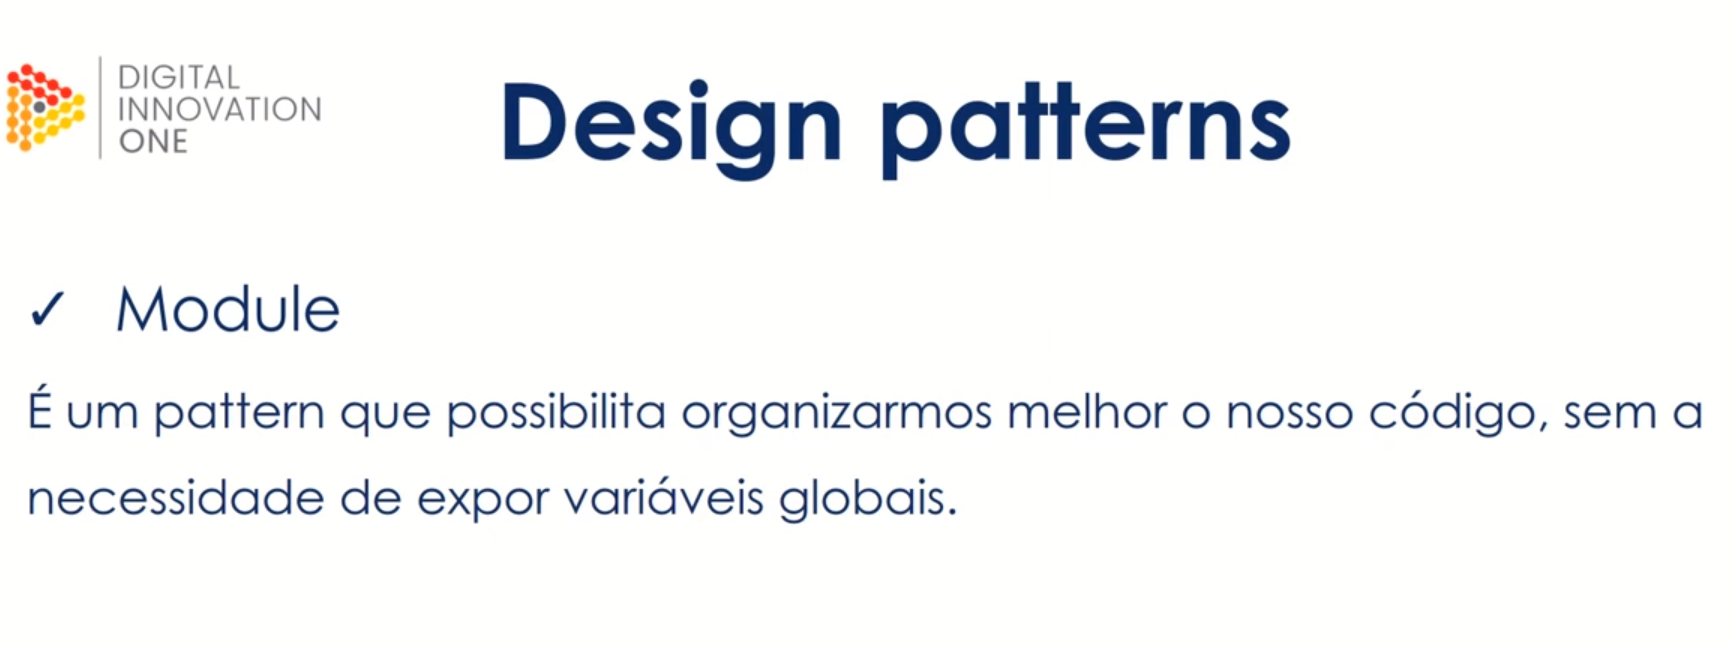 DIGITAL
INNOVATION
ONE
Design patterns
✓ Module
É um pattern que possibilita organizarmos melhor o nosso código, sem a
necessidade de expor variáveis globais.